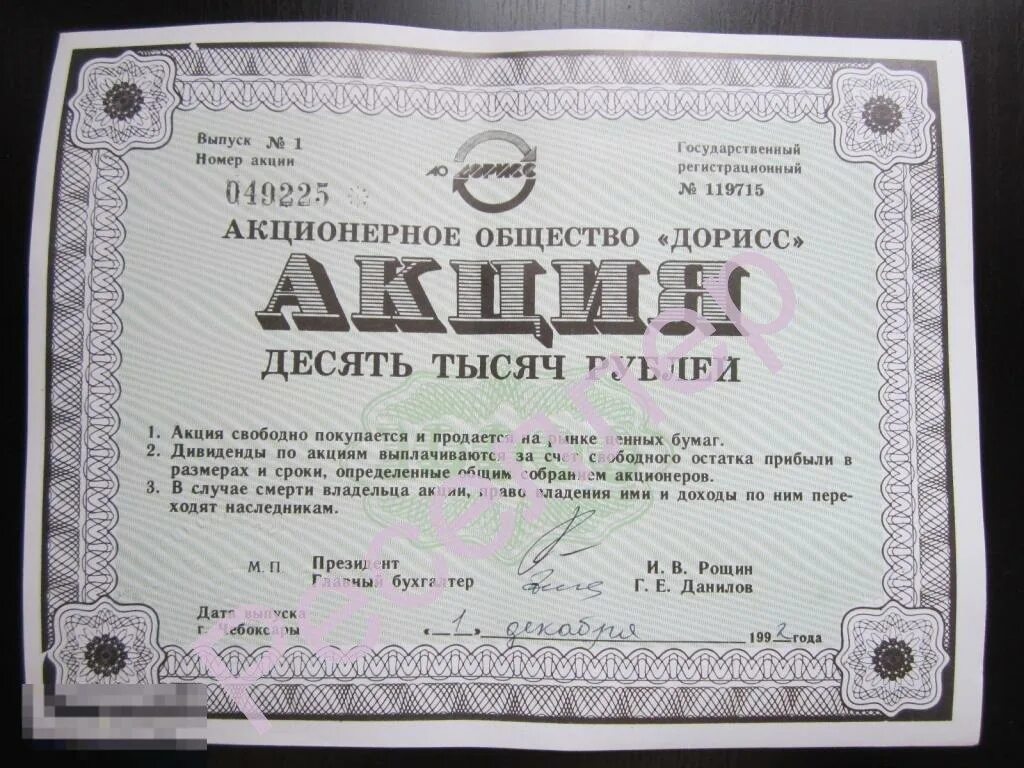 Выпуск № 1
Номер акции
049225
АО ДОРИСС
Государственный
регистрационный
№ 119715
АКЦИОНЕРНОЕ ОБЩЕСТВО «ДОРИСС»
АКЦИЯ
ДЕСЯТЬ ТЫСЯЧ РУБЛЕЙ
1. Акция свободно покупается и продается на рынке ценных бумаг.
2. Дивиденды по акциям выплачиваются за счет свободного остатка прибыли в
размерах и сроки, определенные общим собранием акционеров.
3. В случае смерти владельца акции, право владения ими и доходы по ним пере-
ходят наследникам.
М. П.
Президент
Главный бухгалтер
И. В. Рощин
Г. Е. Данилов
Дата выпуска
г. Чебоксары
«1» декабря 1992 года
Реселлер